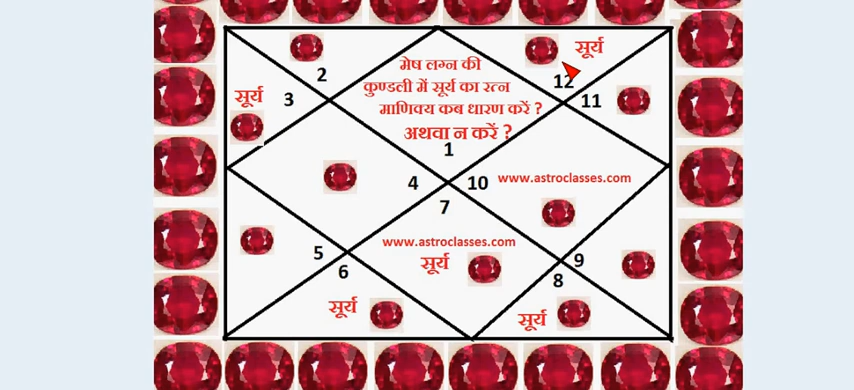 सूर्य
2
मेष लग्न की
कुण्डली में सूर्य का रत्न
माणिक्य कब धारण करें ?
अथवा न करें ?
1
12
11
सूर्य
3
4
10
www.astroclasses.com
7
www.astroclasses.com
5
6
सूर्य
9
8
सूर्य
सूर्य